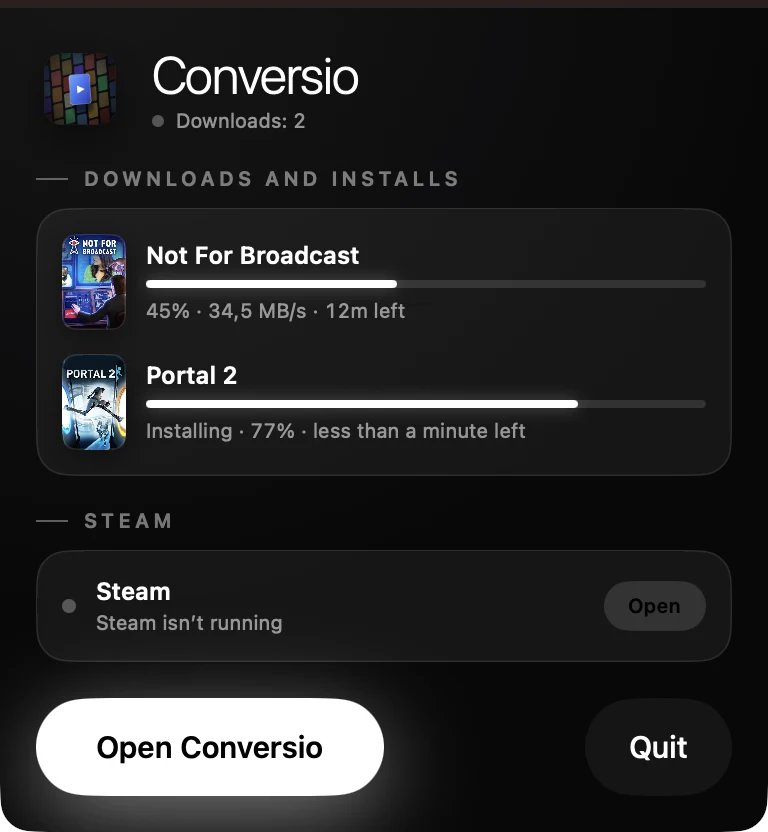 Conversio
Downloads: 2
DOWNLOADS AND INSTALLS
NOT FOR
BROADCAST
Not For Broadcast
45% · 34,5 MB/s · 12m left
PORTAL 2
Portal 2
Installing · 77% · less than a minute left
STEAM
Steam
Steam isn’t running
Open
Open Conversio
Quit